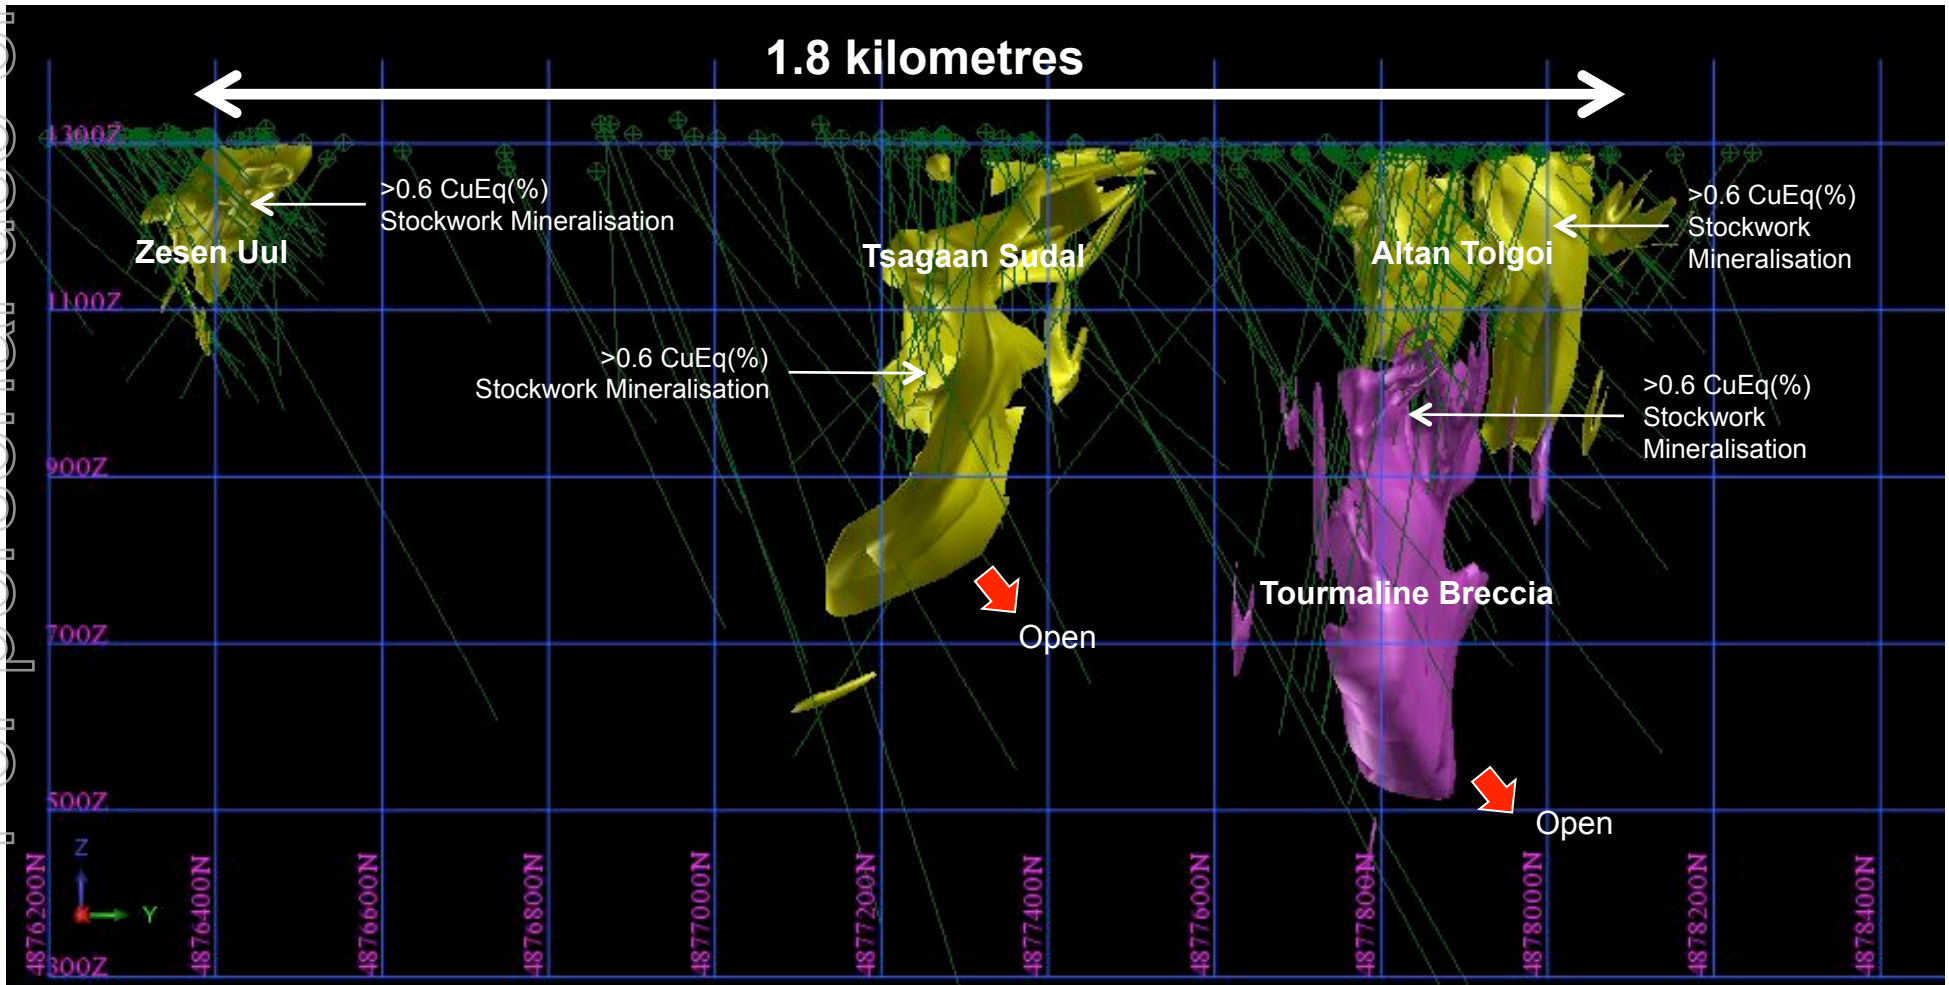 1.8 kilometres
1300Z
>0.6 CuEq(%)
Stockwork Mineralisation
Zesen Uul
Tsagaan Sudal
Altan Tolgoi
>0.6 CuEq(%)
Stockwork
Mineralisation
1100Z
>0.6 CuEq(%)
Stockwork Mineralisation
>0.6 CuEq(%)
Stockwork
Mineralisation
900Z
Tourmaline Breccia
700Z
Open
500Z
Open
Z
Y
4876200N
4876400N
4876600N
4876800N
4877000N
4877200N
4877400N
4877600N
4877800N
4878000N
4878200N
4878400N
300Z